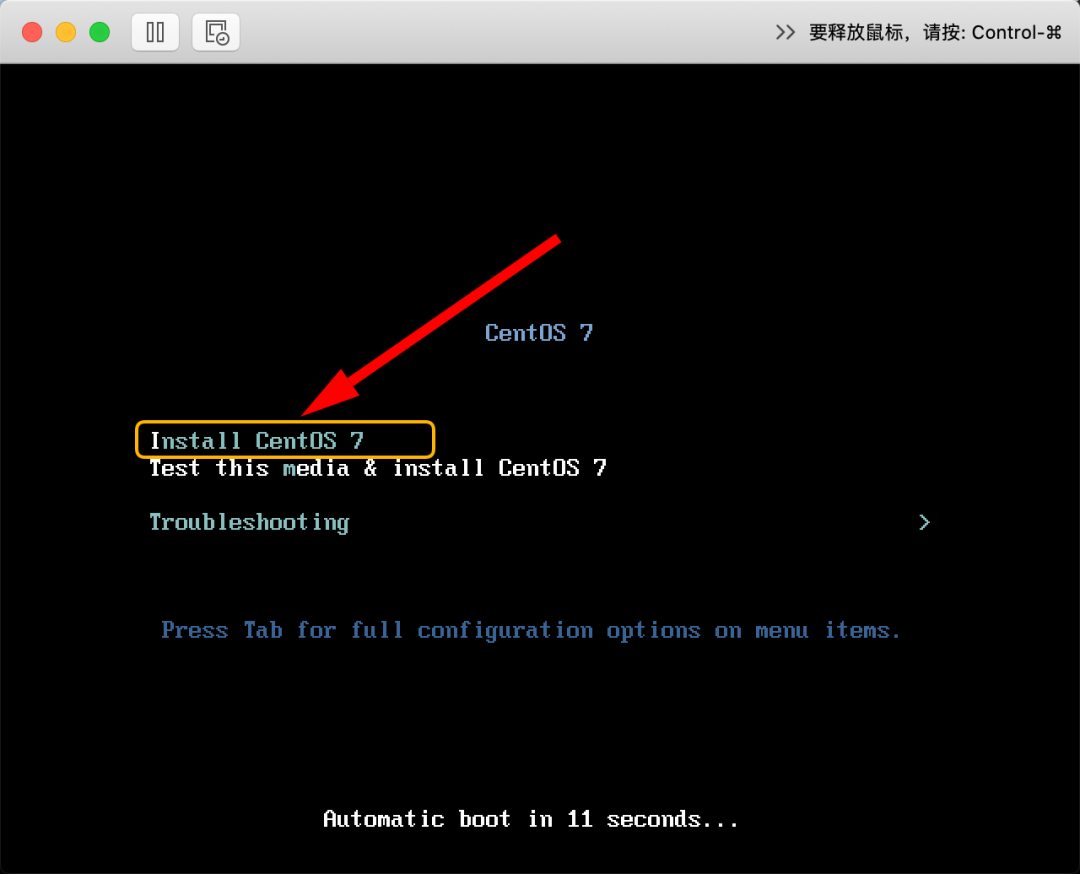 要释放鼠标，请按: Control-⌘
CentOS 7
Install CentOS 7
Test this media & install CentOS 7
Troubleshooting >
Press Tab for full configuration options on menu items.
Automatic boot in 11 seconds...